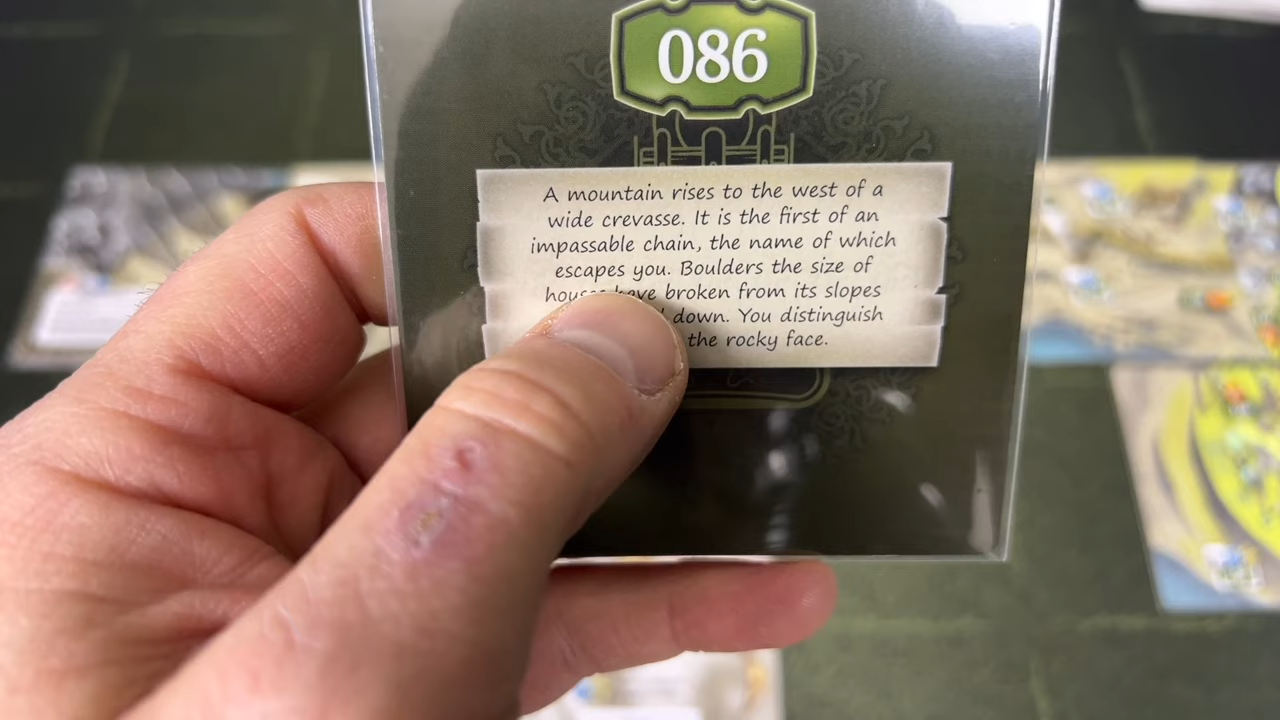 086
A mountain rises to the west of a
wide crevasse. It is the first of an
impassable chain, the name of which
escapes you. Boulders the size of
broken from its slopes
down. You distinguish
the rocky face.